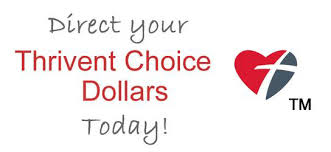 Direct your
Thrivent Choice
Dollars
Today!
TM